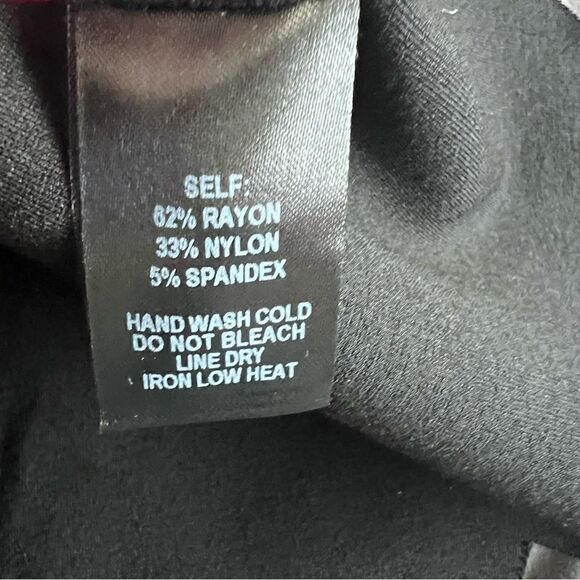 SELF:
62% RAYON
33% NYLON
5% SPANDEX
HAND WASH COLD
DO NOT BLEACH
LINE DRY
IRON LOW HEAT